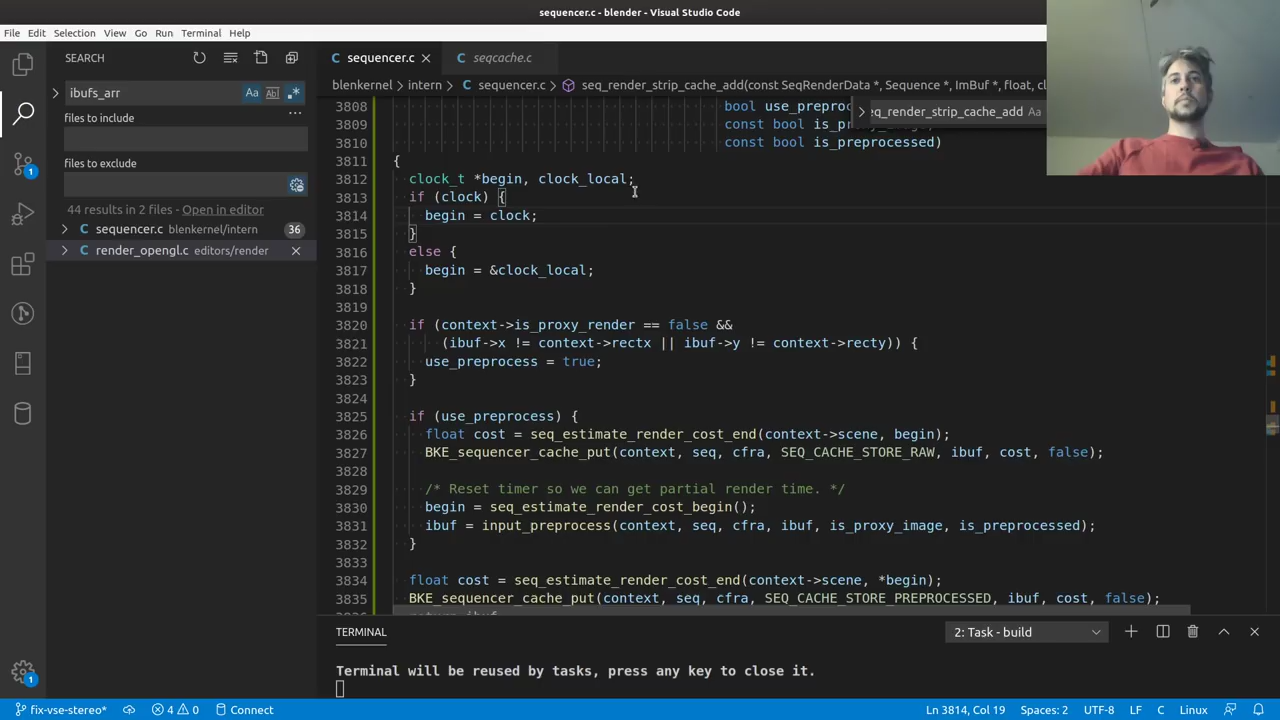 sequencer.c - blender - Visual Studio Code
File Edit Selection View Go Run Terminal Help
SEARCH
sequencer.c
seqcache.c
ibufs_arr
Aa
Ab
.*
files to include
files to exclude
44 results in 2 files - Open in editor
sequencer.c blenkernel/intern 36
render_opengl.c editors/render
1
blenkernel > intern > sequencer.c > seq_render_strip_cache_add(const SeqRenderData *, Sequence *, ImBuf *, float, cl
eq_render_strip_cache_add Aa
3808 bool use_preproc
3809 const bool
3810 const bool is_preprocessed)
3811 {
3812 clock_t *begin, clock_local;
3813 if (clock) {
3814 begin = clock;
3815 }
3816 else {
3817 begin = &clock_local;
3818 }
3819
3820 if (context->is_proxy_render == false &&
3821 (ibuf->x != context->rectx || ibuf->y != context->recty)) {
3822 use_preprocess = true;
3823 }
3824
3825 if (use_preprocess) {
3826 float cost = seq_estimate_render_cost_end(context->scene, begin);
3827 BKE_sequencer_cache_put(context, seq, cfra, SEQ_CACHE_STORE_RAW, ibuf, cost, false);
3828
3829 /* Reset timer so we can get partial render time. */
3830 begin = seq_estimate_render_cost_begin();
3831 ibuf = input_preprocess(context, seq, cfra, ibuf, is_proxy_image, is_preprocessed);
3832 }
3833
3834 float cost = seq_estimate_render_cost_end(context->scene, *begin);
3835 BKE_sequencer_cache_put(context, seq, cfra, SEQ_CACHE_STORE_PREPROCESSED, ibuf, cost, false);
TERMINAL
2: Task - build
Terminal will be reused by tasks, press any key to close it.
1
fix-vse-stereo* 4 0 Connect
Ln 3814, Col 19 Spaces: 2 UTF-8 LF C Linux